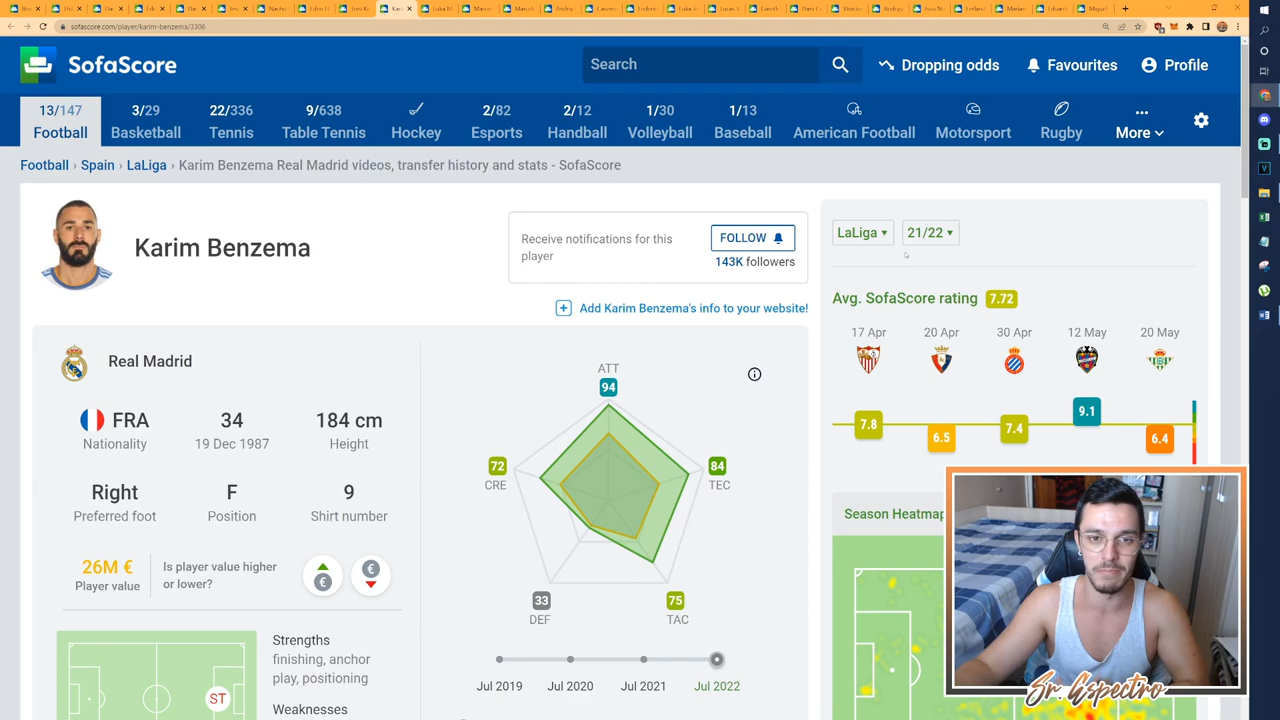 sofascore.com/player/karim-benzema/3306
SofaScore
Search
Dropping odds
Favourites
Profile
13/147
Football
3/29
Basketball
22/336
Tennis
9/638
Table Tennis
Hockey
2/82
Esports
2/12
Handball
1/30
Volleyball
1/13
Baseball
American Football
Motorsport
Rugby
More
Football › Spain › LaLiga › Karim Benzema Real Madrid videos, transfer history and stats - SofaScore
Karim Benzema
Receive notifications for this
player
FOLLOW
143K followers
Add Karim Benzema's info to your website!
Real Madrid
FRA
Nationality
34
19 Dec 1987
184 cm
Height
Right
Preferred foot
F
Position
9
Shirt number
26M €
Player value
Is player value higher
or lower?
ST
Strengths
finishing, anchor
play, positioning
Weaknesses
ATT
94
72
CRE
84
TEC
33
DEF
75
TAC
Jul 2019
Jul 2020
Jul 2021
Jul 2022
LaLiga
21/22
Avg. SofaScore rating 7.72
17 Apr
20 Apr
30 Apr
12 May
20 May
7.8
6.5
7.4
9.1
6.4
Season Heatmap
Sr. Aspectro